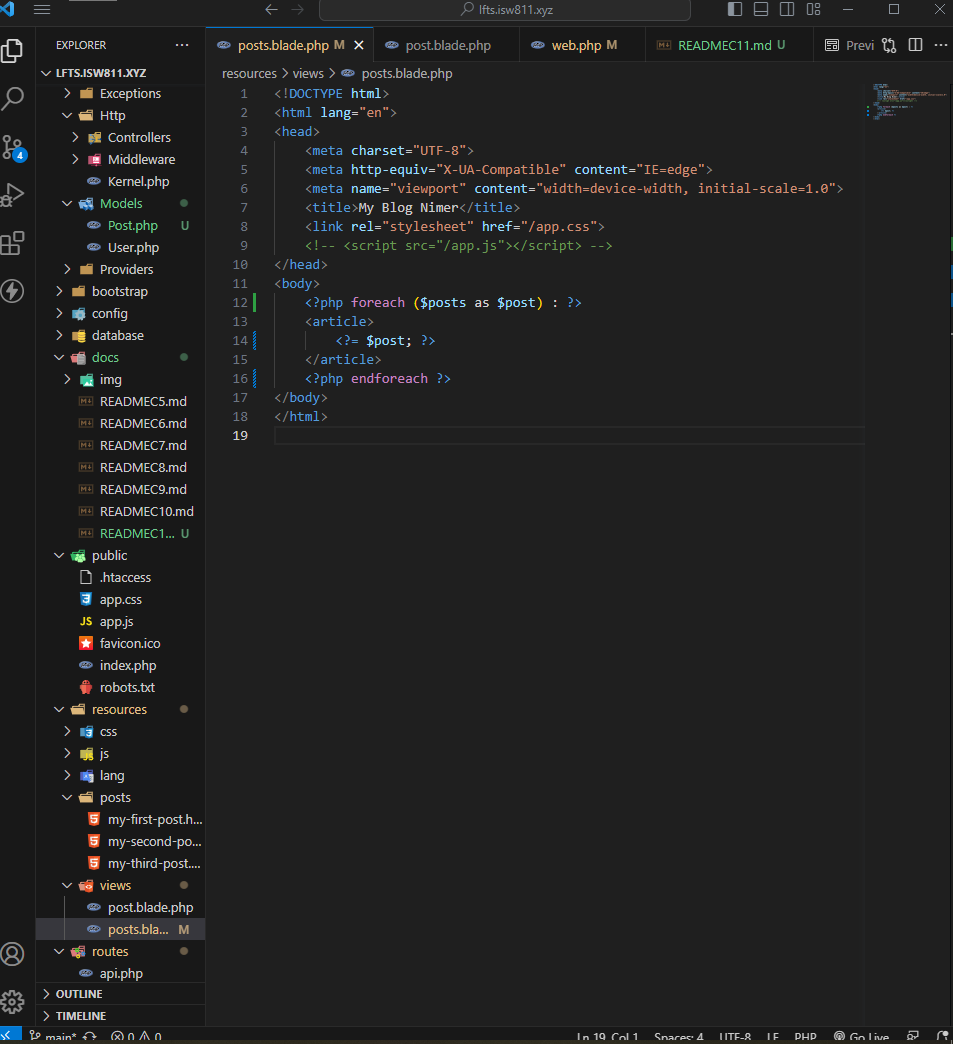 lfts.isw811.xyz
EXPLORER
posts.blade.php M
post.blade.php
web.php M
READMEC11.md U
Previ
LFTS.ISW811.XYZ
resources > views > posts.blade.php
Exceptions
Http
Controllers
Middleware
Kernel.php
Models
Post.php U
User.php
Providers
bootstrap
config
database
docs
img
READMEC5.md
READMEC6.md
READMEC7.md
READMEC8.md
READMEC9.md
READMEC10.md
READMEC1... U
public
.htaccess
app.css
JS app.js
favicon.ico
index.php
robots.txt
resources
css
js
lang
posts
my-first-post.h...
my-second-po...
my-third-post....
views
post.blade.php
posts.bla... M
routes
api.php
OUTLINE
TIMELINE
4
1 <!DOCTYPE html>
2 <html lang="en">
3 <head>
4 <meta charset="UTF-8">
5 <meta http-equiv="X-UA-Compatible" content="IE=edge">
6 <meta name="viewport" content="width=device-width, initial-scale=1.0">
7 <title>My Blog Nimer</title>
8 <link rel="stylesheet" href="/app.css">
9 <!-- <script src="/app.js"></script> -->
10 </head>
11 <body>
12 <?php foreach ($posts as $post) : ?>
13 <article>
14 <?= $post; ?>
15 </article>
16 <?php endforeach ?>
17 </body>
18 </html>
19
main* 0 0 Ln 19, Col 1 Spaces: 4 UTF-8 LF PHP Go Live